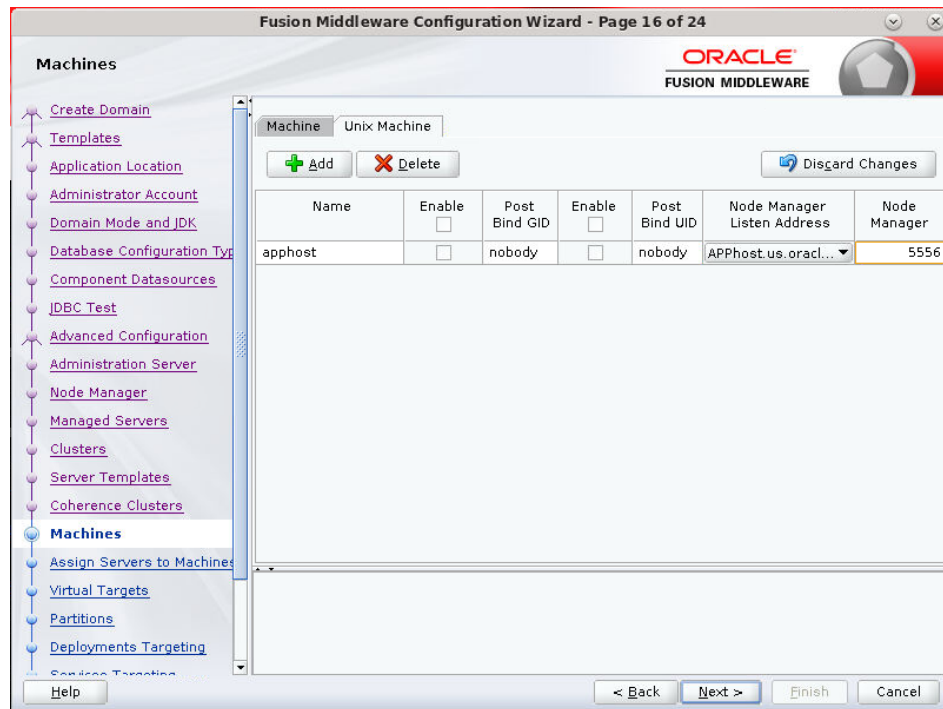 Fusion Middleware Configuration Wizard - Page 16 of 24
Machines
ORACLE
FUSION MIDDLEWARE
Create Domain
Templates
Application Location
Administrator Account
Domain Mode and JDK
Database Configuration Typ
Component Datasources
JDBC Test
Advanced Configuration
Administration Server
Node Manager
Managed Servers
Clusters
Server Templates
Coherence Clusters
Machines
Assign Servers to Machines
Virtual Targets
Partitions
Deployments Targeting
Services Targeting
Machine Unix Machine
Add Delete Discard Changes
Name Enable Post Bind GID Enable Post Bind UID Node Manager Listen Address Node Manager
apphost nobody nobody APPhost.us.oracl... 5556
Help < Back Next > Finish Cancel